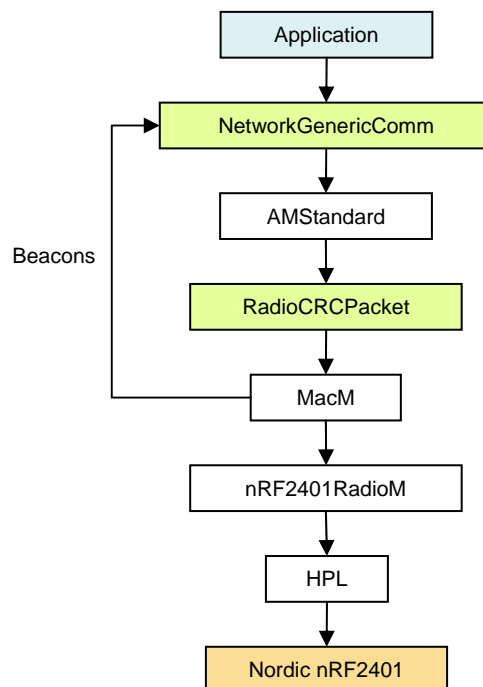 Application
NetworkGenericComm
AMStandard
Beacons
RadioCRCPacket
MacM
nRF2401RadioM
HPL
Nordic nRF2401